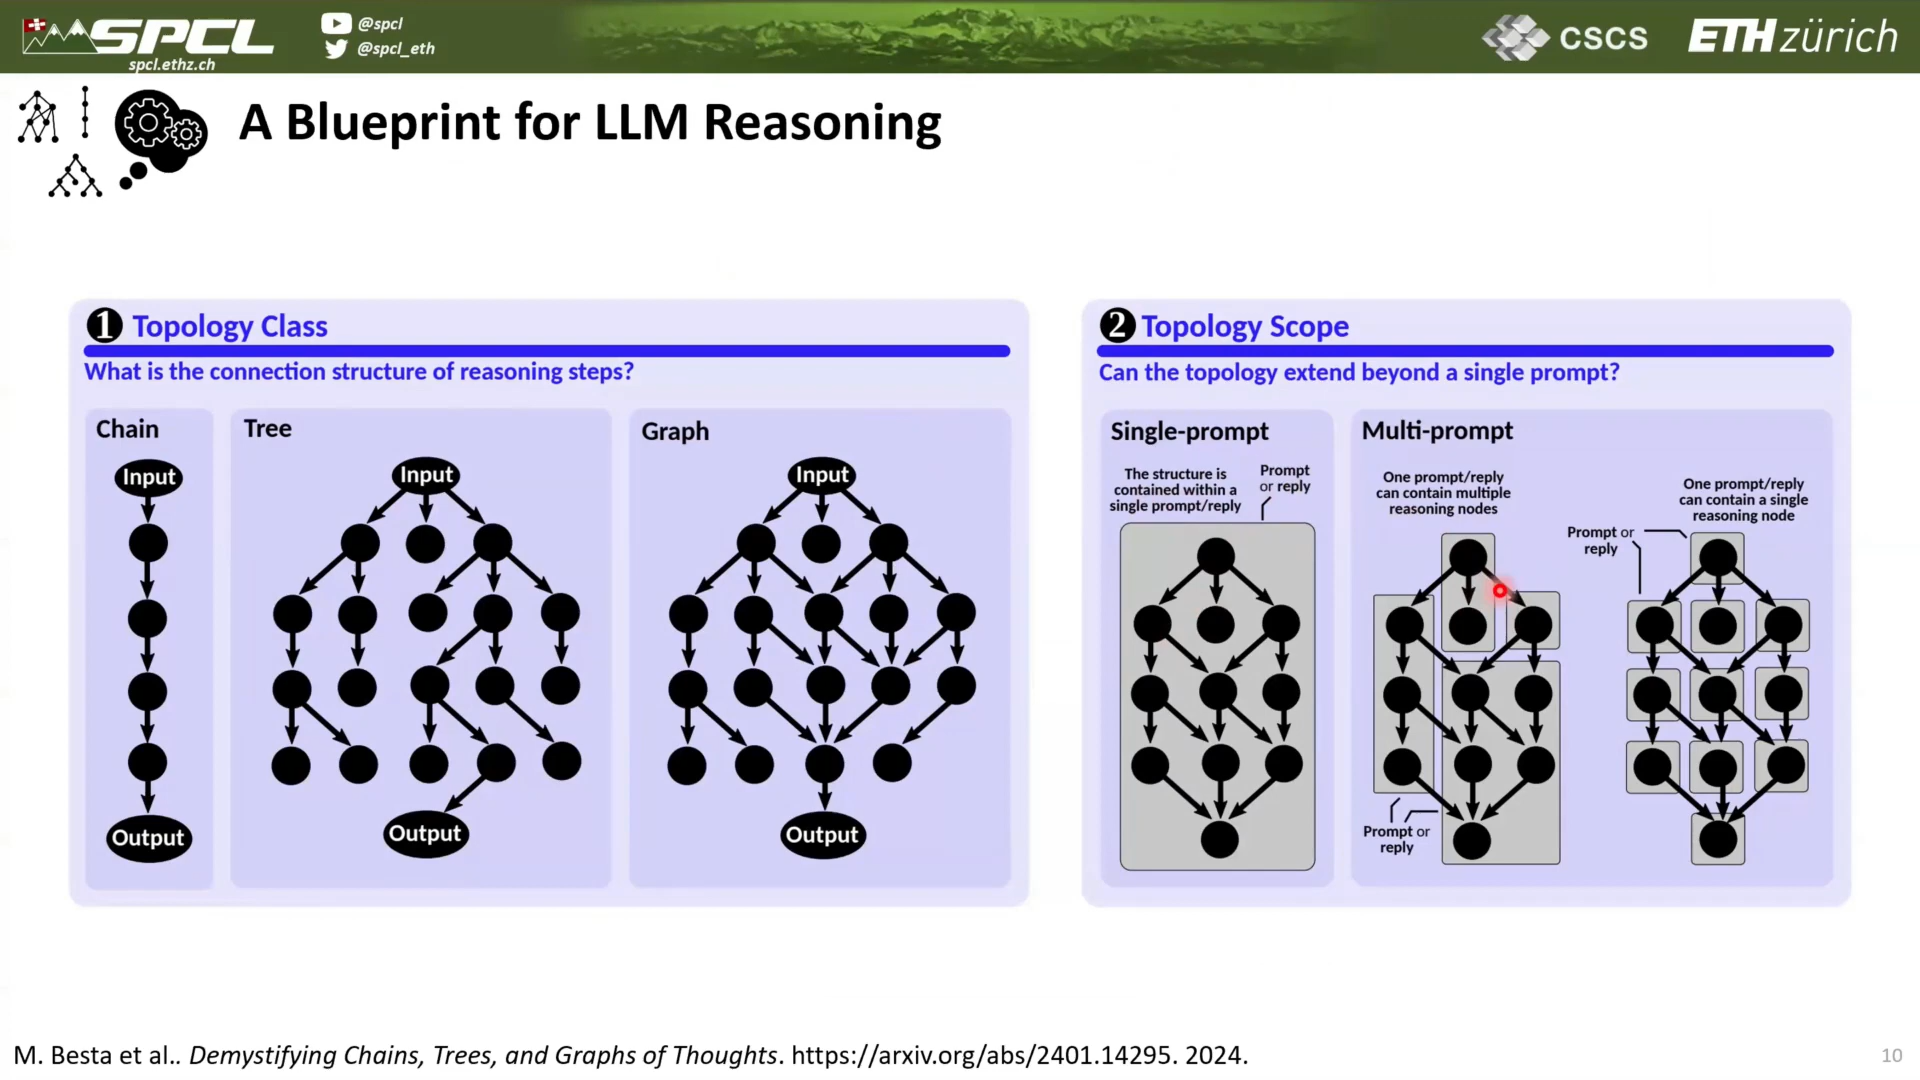 SPCL
spcl.ethz.ch
@spcl
@spcl_eth
CSCS
ETH zürich
A Blueprint for LLM Reasoning
1 Topology Class
What is the connection structure of reasoning steps?
Chain
Input
Output
Tree
Input
Output
Graph
Input
Output
2 Topology Scope
Can the topology extend beyond a single prompt?
Single-prompt
The structure is
contained within a
single prompt/reply
Prompt
or reply
Multi-prompt
One prompt/reply
can contain multiple
reasoning nodes
Prompt or
reply
One prompt/reply
can contain a single
reasoning node
Prompt or
reply
M. Besta et al.. Demystifying Chains, Trees, and Graphs of Thoughts. https://arxiv.org/abs/2401.14295. 2024.
10